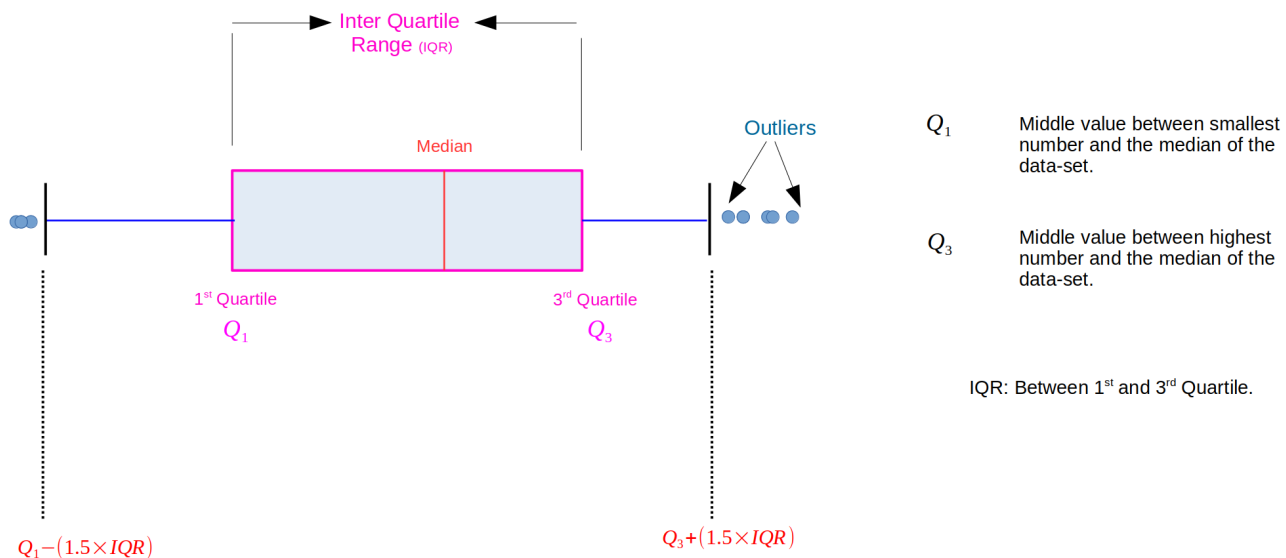 Inter Quartile
Range (IQR)
Outliers
Median
Q1
Middle value between smallest
number and the median of the
data-set.
Q3
Middle value between highest
number and the median of the
data-set.
1st Quartile
Q1
3rd Quartile
Q3
IQR: Between 1st and 3rd Quartile.
Q1−(1.5×IQR)
Q3+(1.5×IQR)